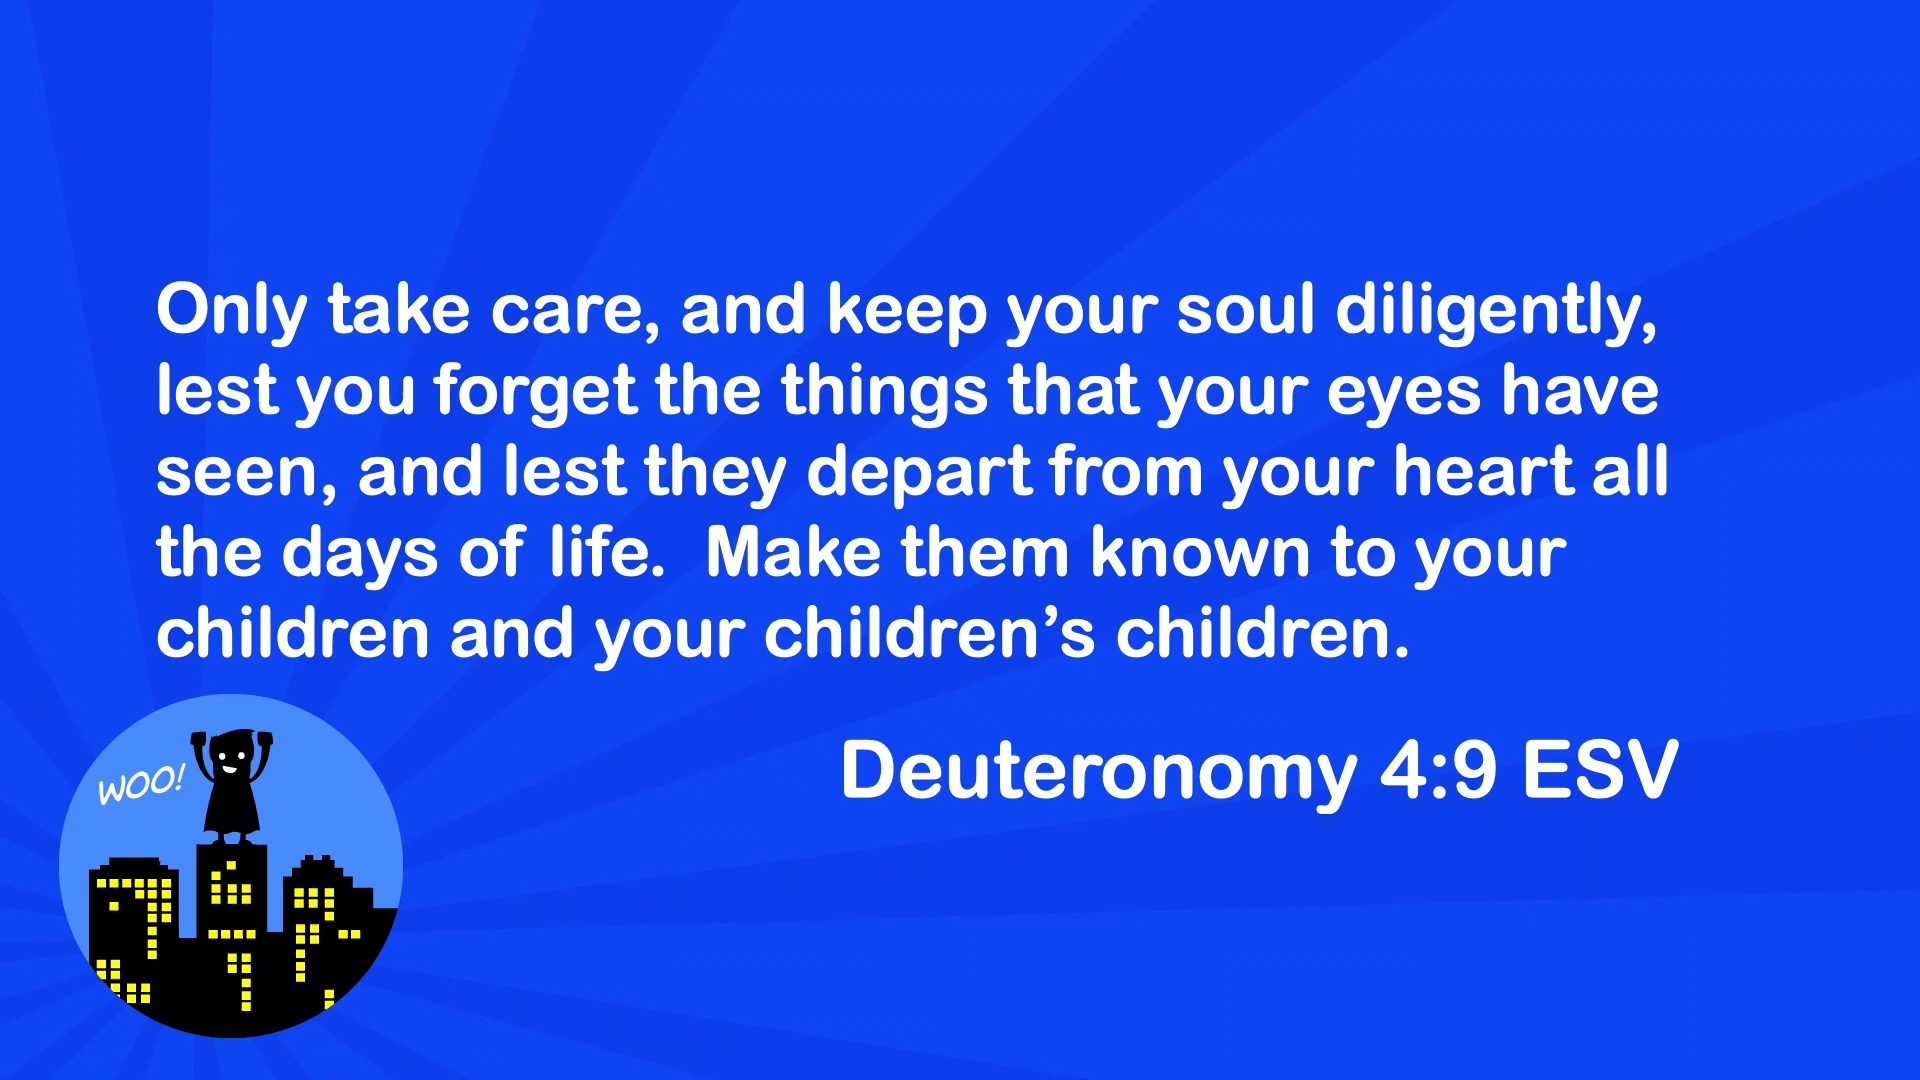 Only take care, and keep your soul diligently,
lest you forget the things that your eyes have
seen, and lest they depart from your heart all
the days of life.  Make them known to your
children and your children’s children.
Deuteronomy 4:9 ESV
WOO!